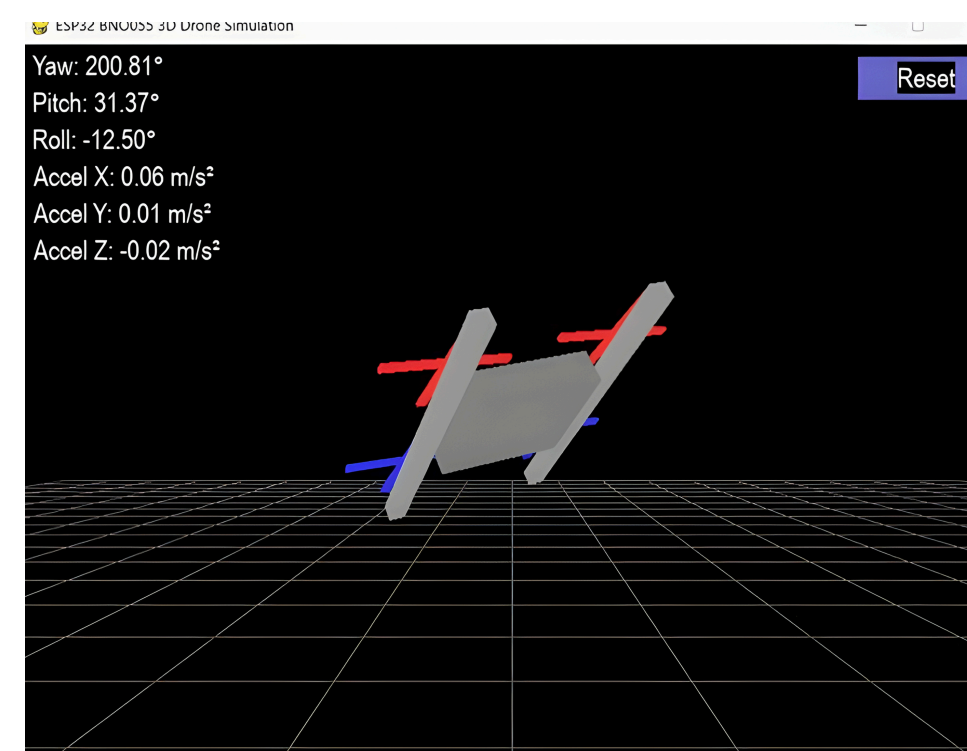 ESP32 BNO055 3D Drone Simulation
Yaw: 200.81°
Reset
Pitch: 31.37°
Roll: -12.50°
Accel X: 0.06 m/s²
Accel Y: 0.01 m/s²
Accel Z: -0.02 m/s²